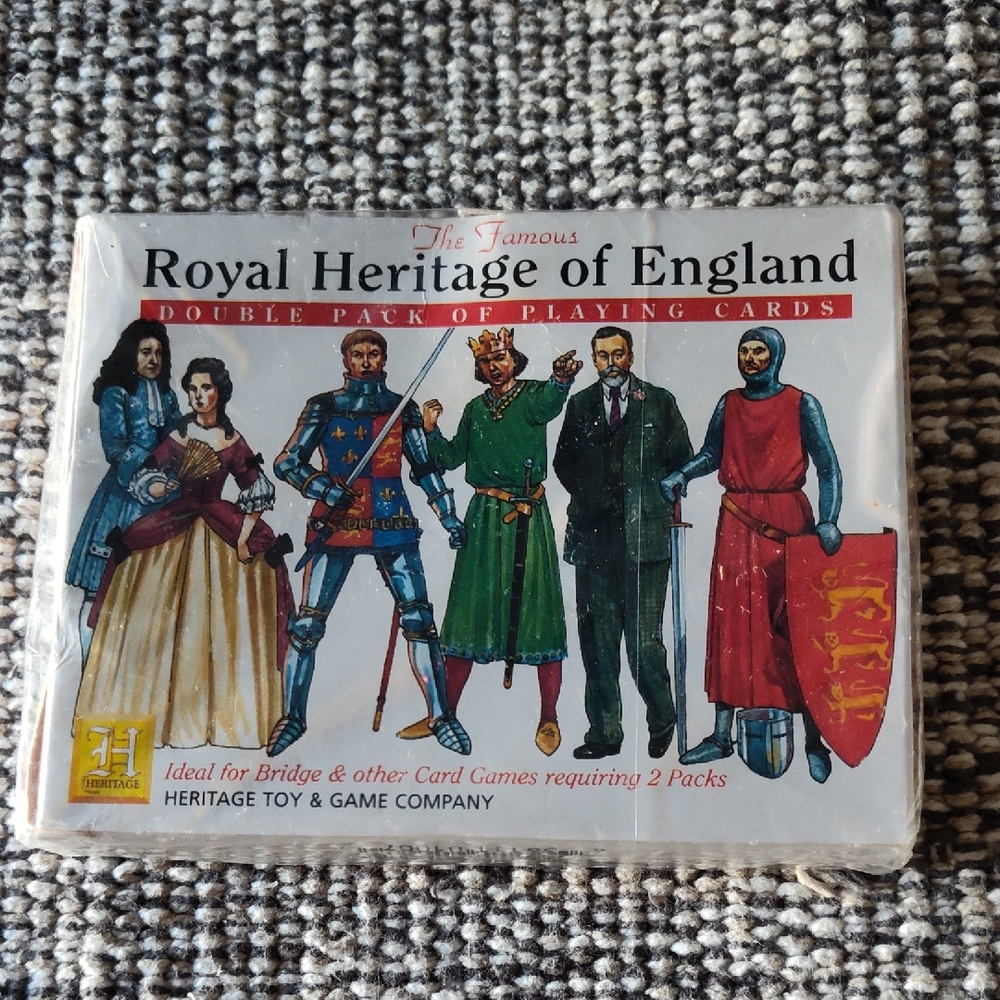 The Famous
Royal Heritage of England
DOUBLE PACK OF PLAYING CARDS
H
HERITAGE
Ideal for Bridge & other Card Games requiring 2 Packs
HERITAGE TOY & GAME COMPANY